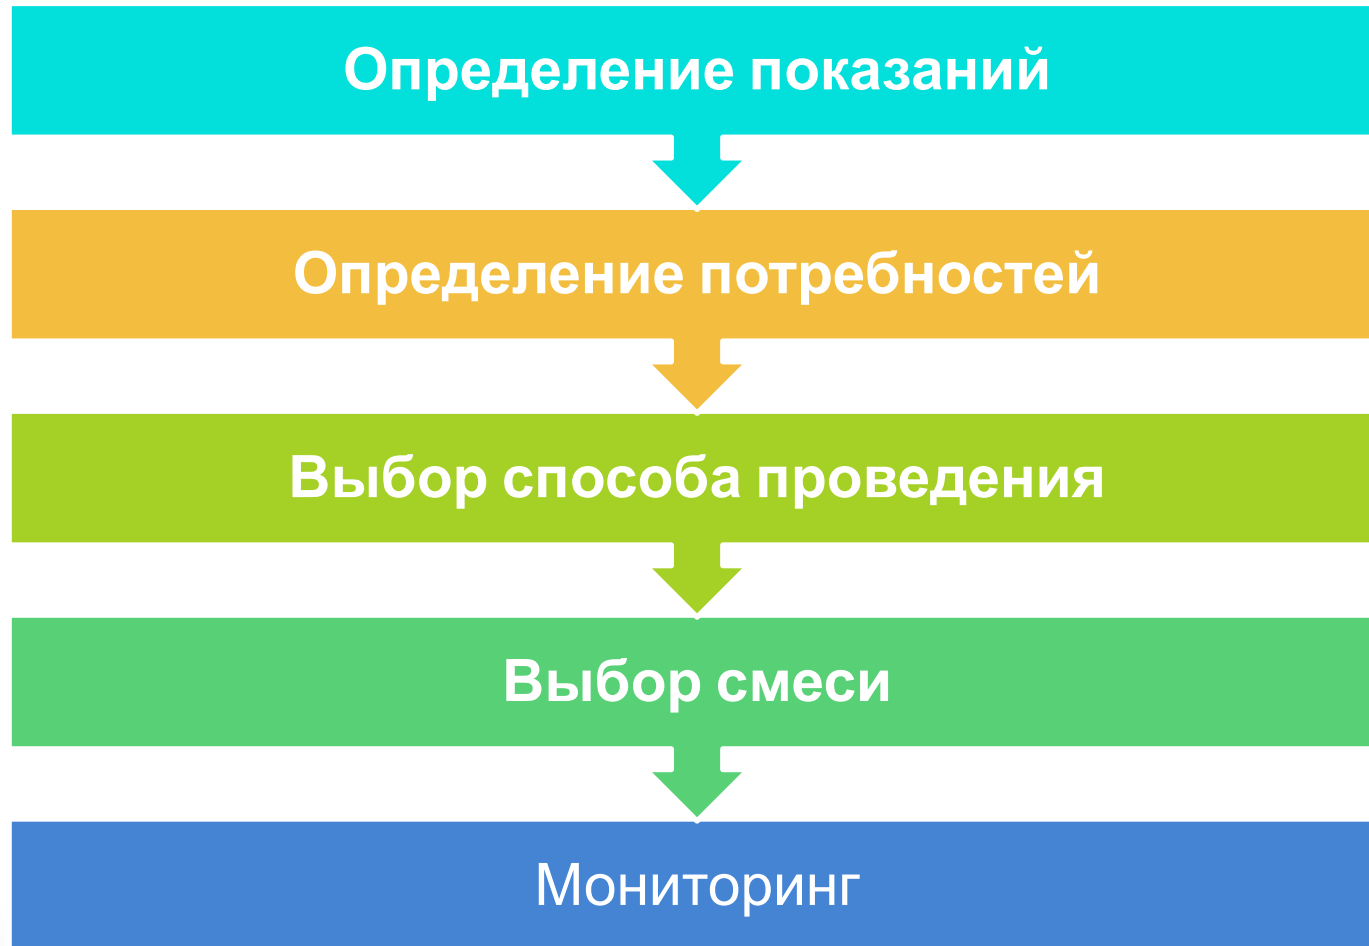 Определение показаний
Определение потребностей
Выбор способа проведения
Выбор смеси
Мониторинг